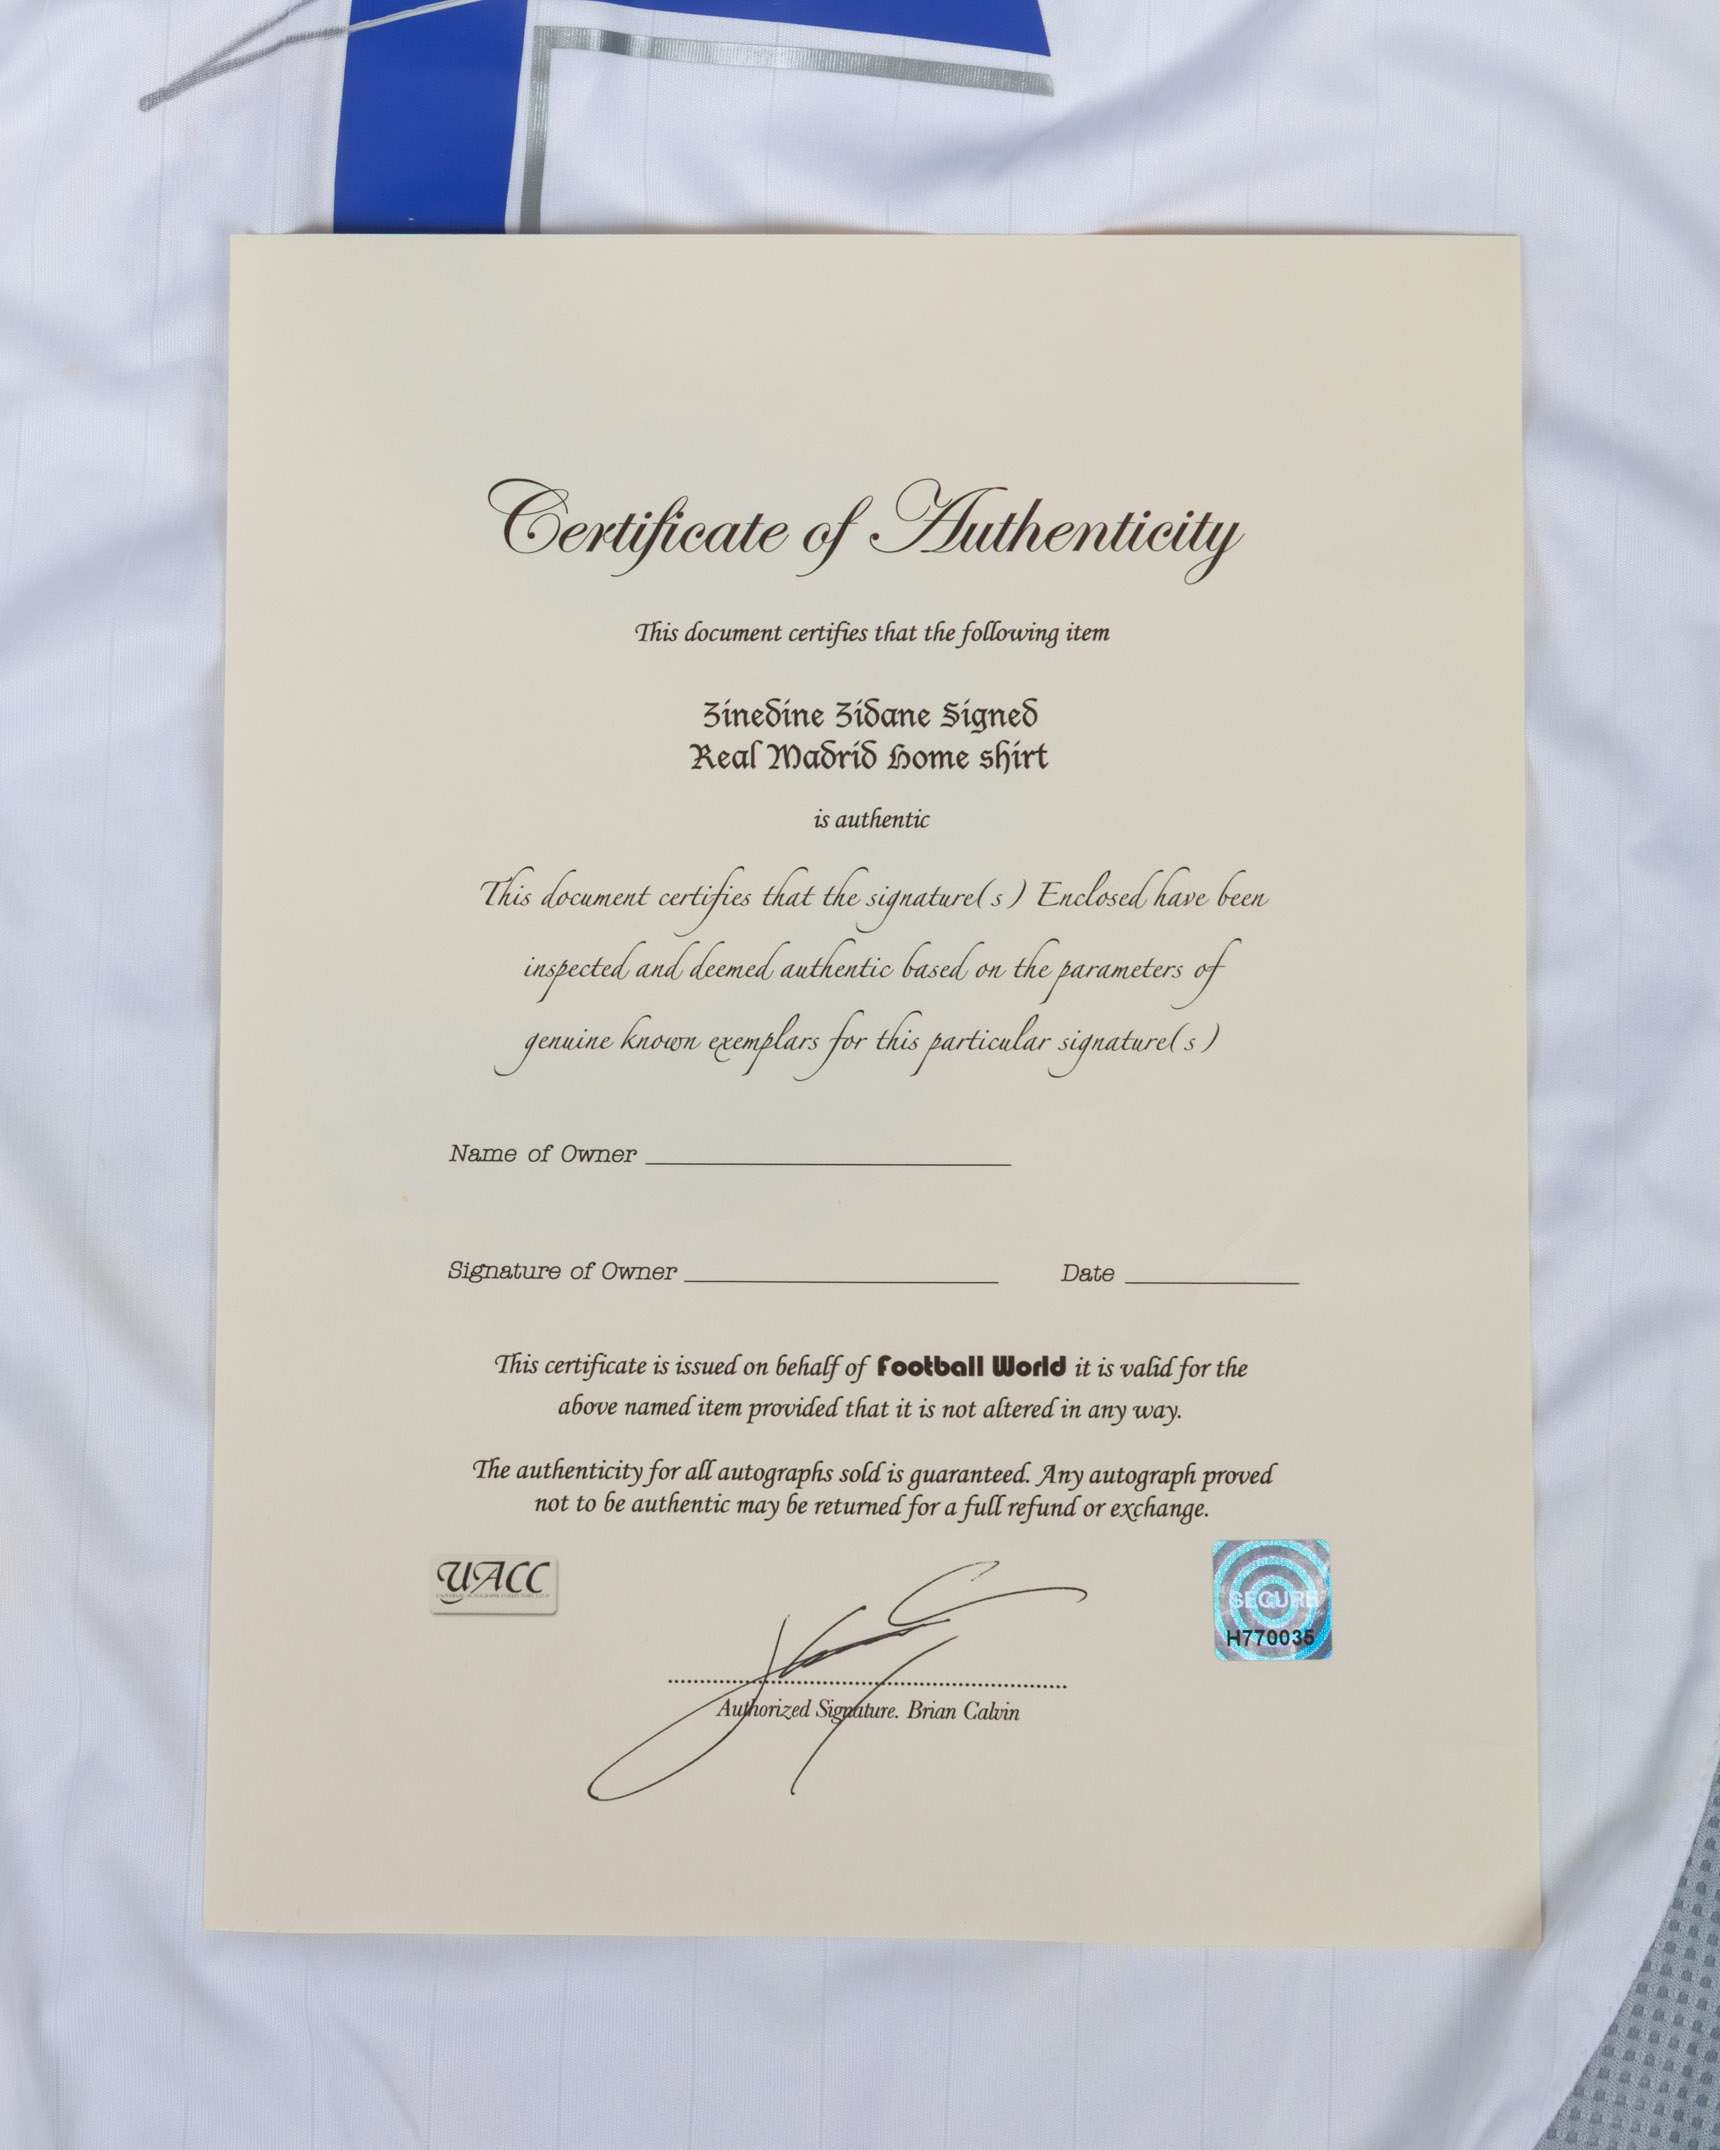 Certificate of Authenticity
This document certifies that the following item
Zinedine Zidane Signed
Real Madrid Home shirt
is authentic
This document certifies that the signature(s) Enclosed have been
inspected and deemed authentic based on the parameters of
genuine known exemplars for this particular signature(s)
Name of Owner
Signature of Owner
Date
This certificate is issued on behalf of Football World it is valid for the
above named item provided that it is not altered in any way.
The authenticity for all autographs sold is guaranteed. Any autograph proved
not to be authentic may be returned for a full refund or exchange.
UACC
SECURE
H770035
Authorized Signature. Brian Calvin